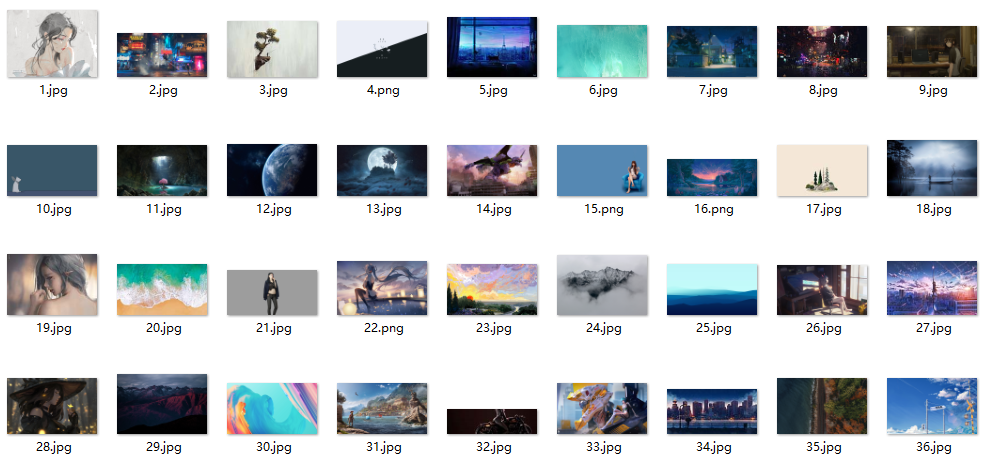 1.jpg 2.jpg 3.jpg 4.png 5.jpg 6.jpg 7.jpg 8.jpg 9.jpg
10.jpg 11.jpg 12.jpg 13.jpg 14.jpg 15.png 16.png 17.jpg 18.jpg
19.jpg 20.jpg 21.jpg 22.png 23.jpg 24.jpg 25.jpg 26.jpg 27.jpg
28.jpg 29.jpg 30.jpg 31.jpg 32.jpg 33.jpg 34.jpg 35.jpg 36.jpg